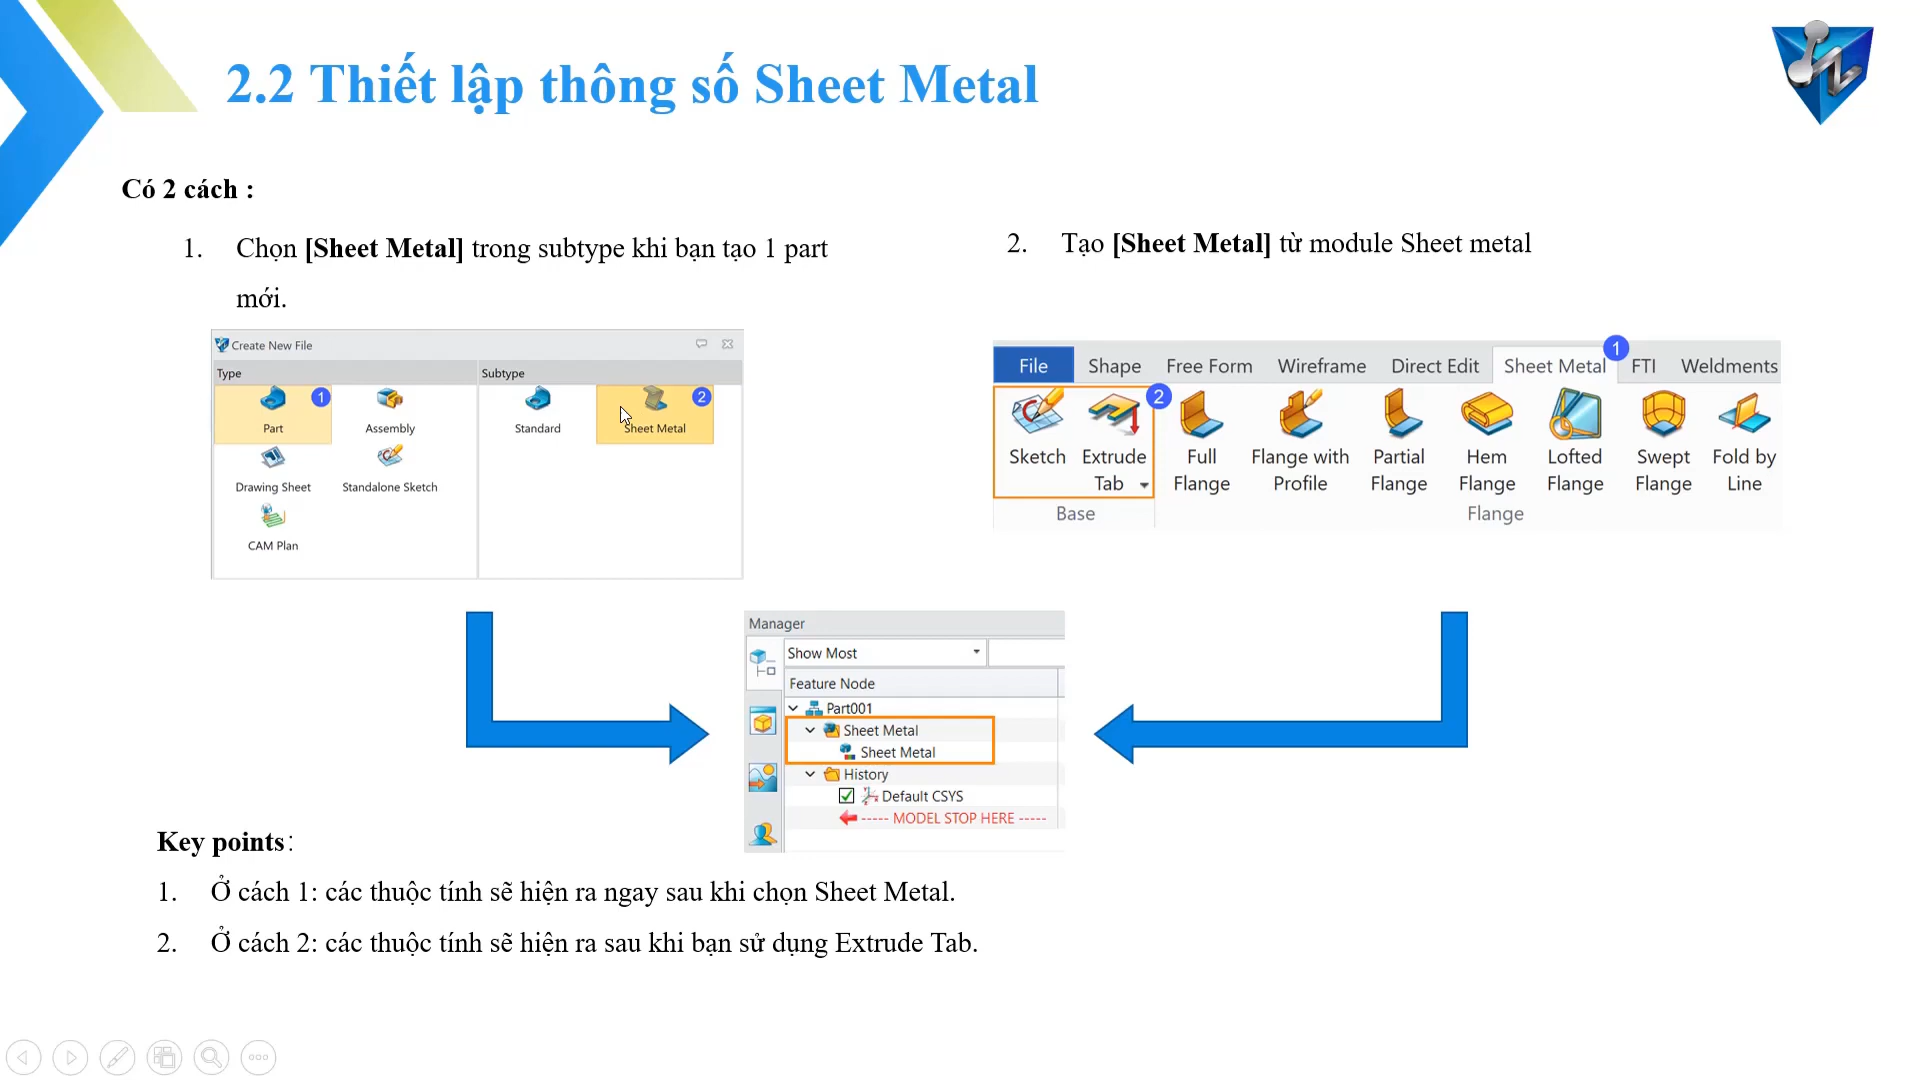 2.2 Thiết lập thông số Sheet Metal
Có 2 cách :
1. Chọn [Sheet Metal] trong subtype khi bạn tạo 1 part
mới.
2. Tạo [Sheet Metal] từ module Sheet metal
Create New File
Type
Subtype
Part 1
Assembly
Standard
Sheet Metal 2
Drawing Sheet
Standalone Sketch
CAM Plan
File Shape Free Form Wireframe Direct Edit Sheet Metal 1 FTI Weldments
2
Sketch Extrude Tab
Full Flange
Flange with Profile
Partial Flange
Hem Flange
Lofted Flange
Swept Flange
Fold by Line
Base
Flange
Manager
Show Most
Feature Node
Part001
Sheet Metal
Sheet Metal
History
Default CSYS
----- MODEL STOP HERE -----
Key points:
1. Ở cách 1: các thuộc tính sẽ hiện ra ngay sau khi chọn Sheet Metal.
2. Ở cách 2: các thuộc tính sẽ hiện ra sau khi bạn sử dụng Extrude Tab.